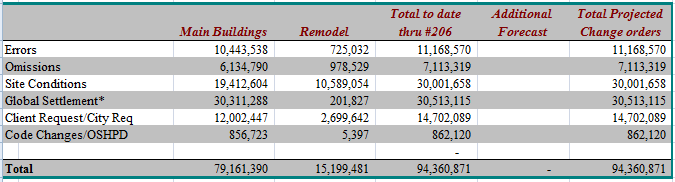 Total to date Additional Total Projected
Main Buildings Remodel thru #206 Forecast Change orders
Errors 10,443,538 725,032 11,168,570 11,168,570
Omissions 6,134,790 978,529 7,113,319 7,113,319
Site Conditions 19,412,604 10,589,054 30,001,658 30,001,658
Global Settlement* 30,311,288 201,827 30,513,115 30,513,115
Client Request/City Req 12,002,447 2,699,642 14,702,089 14,702,089
Code Changes/OSHPD 856,723 5,397 862,120 862,120
-
Total 79,161,390 15,199,481 94,360,871 - 94,360,871